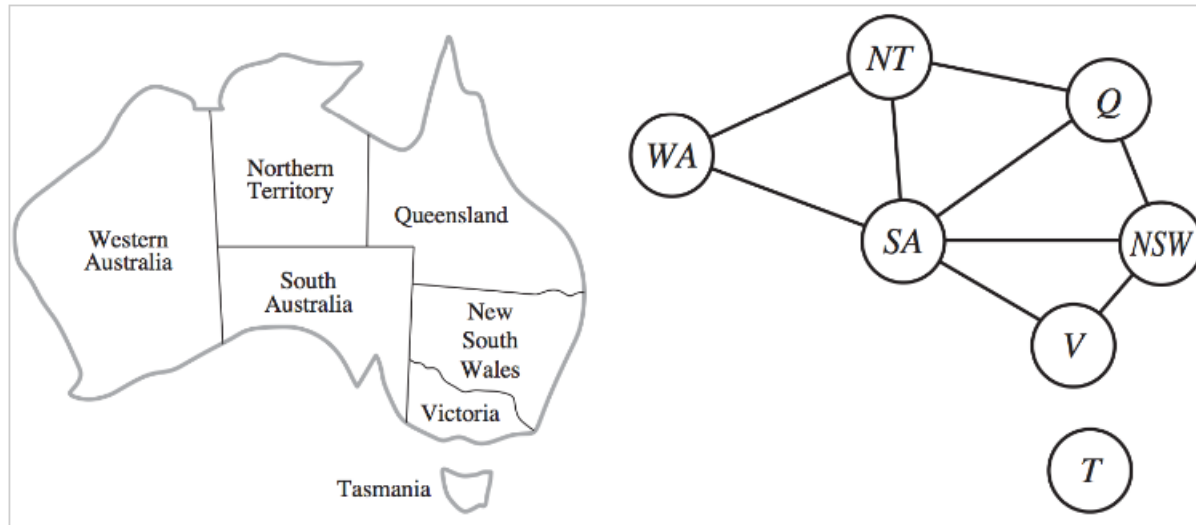 Northern
Territory
Western
Australia
Queensland
South
Australia
New
South
Wales
Victoria
Tasmania
NT
Q
WA
SA
NSW
V
T